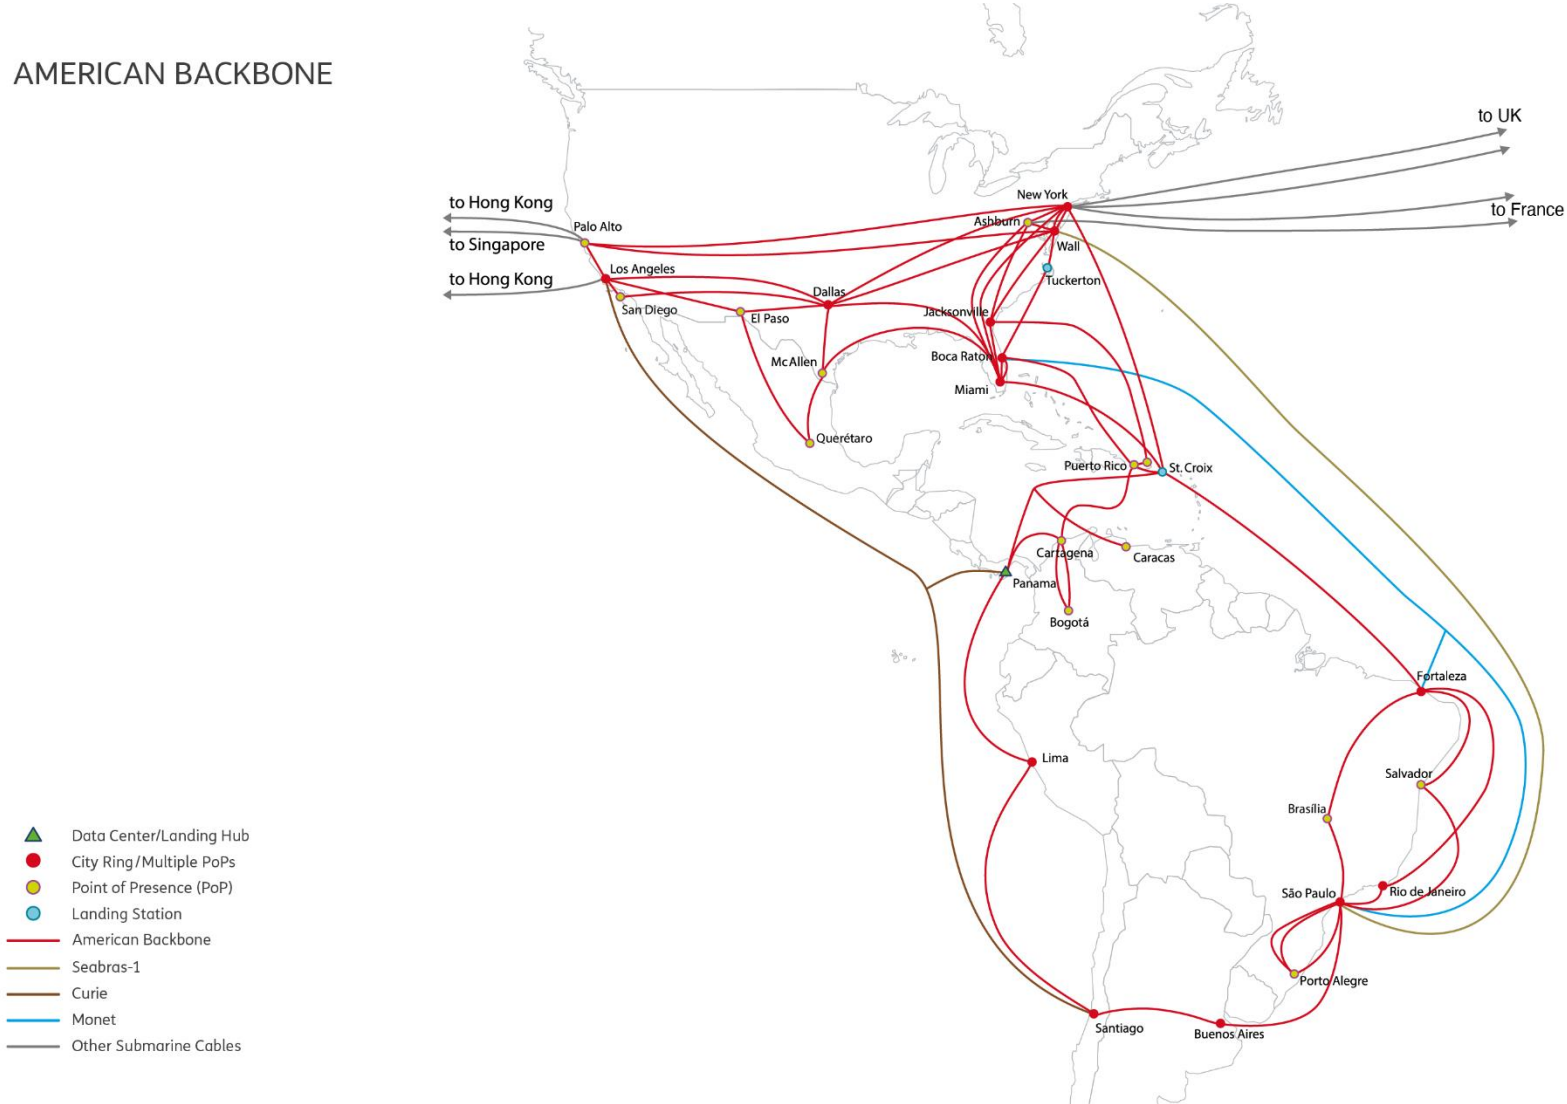 AMERICAN BACKBONE
to UK
to Hong Kong
New York
to France
Ashburn
Palo Alto
to Singapore
Wall
to Hong Kong
Los Angeles
Tuckerton
Dallas
San Diego
El Paso
Jacksonville
Boca Raton
McAllen
Miami
Querétaro
Puerto Rico
St. Croix
Cartagena
Caracas
Panama
Bogotá
Fortaleza
Lima
Salvador
Brasília
São Paulo
Rio de Janeiro
Porto Alegre
Santiago
Buenos Aires
Data Center/Landing Hub
City Ring/Multiple PoPs
Point of Presence (PoP)
Landing Station
American Backbone
Seabras-1
Curie
Monet
Other Submarine Cables